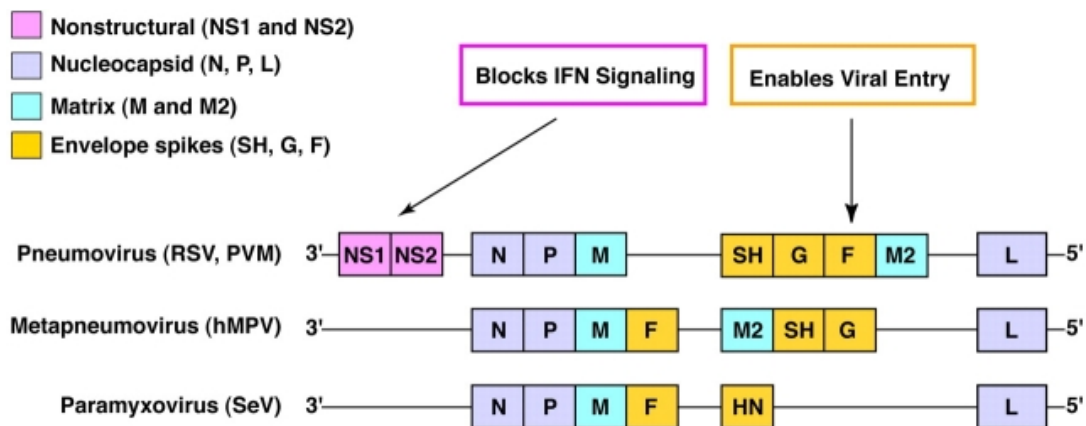 Nonstructural (NS1 and NS2)
Nucleocapsid (N, P, L)
Matrix (M and M2)
Envelope spikes (SH, G, F)
Blocks IFN Signaling
Enables Viral Entry
Pneumovirus (RSV, PVM) 3' NS1 NS2 N P M SH G F M2 L 5'
Metapneumovirus (hMPV) 3' N P M F M2 SH G L 5'
Paramyxovirus (SeV) 3' N P M F HN L 5'